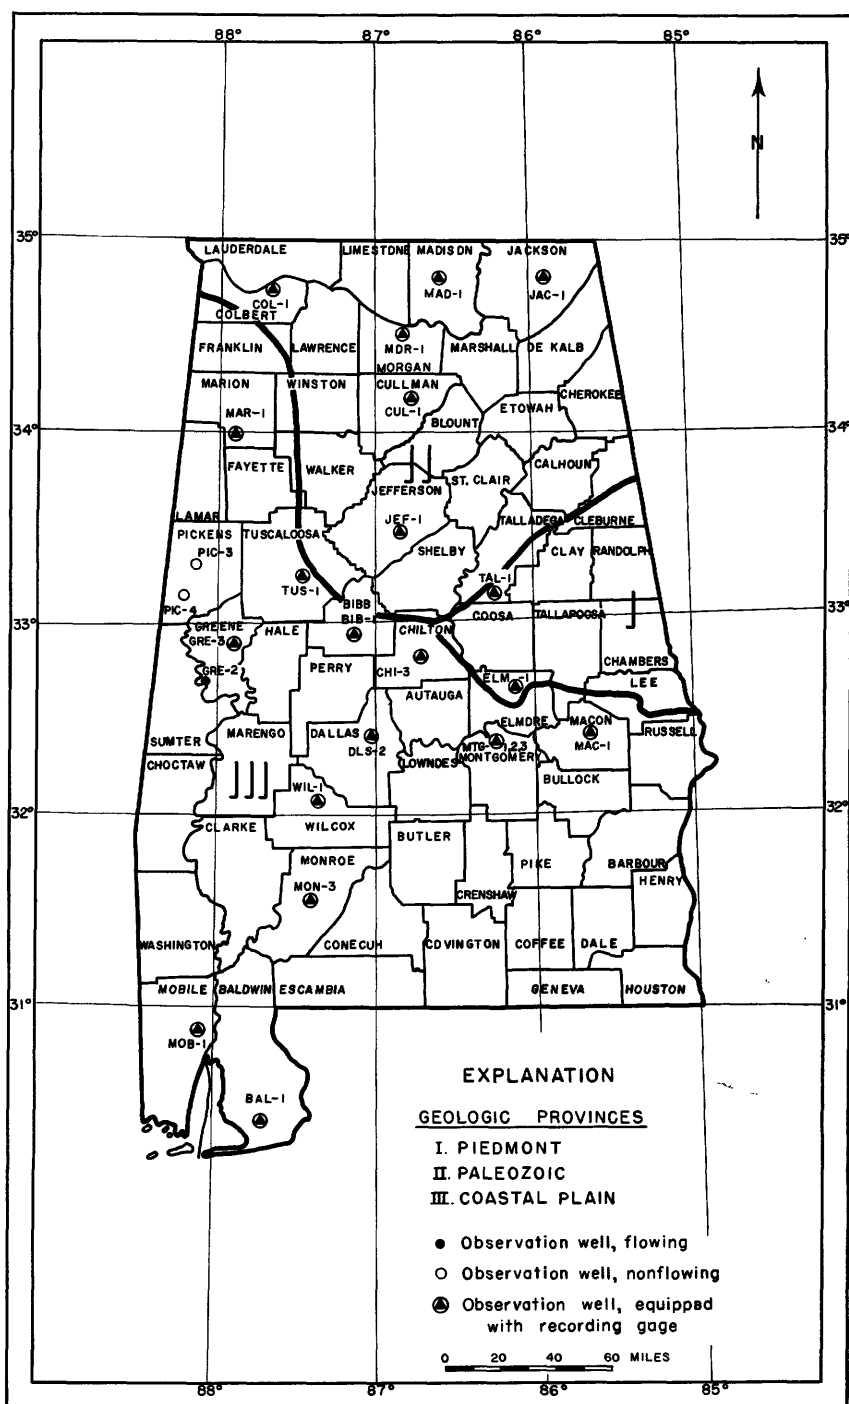 88° 87° 86° 85°
N
35° 35°
LAUDERDALE LIMESTONE MADISON JACKSON
COL-1 MAD-1 JAC-1
COLBERT
MDR-1
FRANKLIN LAWRENCE MORGAN MARSHALL DE KALB
MARION WINSTON CULLMAN CHEROKEE
MAR-1 CUL-1 BLOUNT ETOWAH
34° 34°
FAYETTE WALKER II ST. CLAIR CALHOUN
JEFFERSON
LAMAR JEF-1 TALLADEGA CLEBURNE
PICKENS TUSCALOOSA SHELBY CLAY RANDOLPH
PIC-3
TUS-1 TAL-1
PIC-4 BIBB COOSA TALLAPOOSA I
33° 33°
GREENE HALE BIB-1 CHILTON
GRE-3
GRE-2 PERRY CHI-3 ELM-1 CHAMBERS
LEE
AUTAUGA
SUMTER MARENGO DALLAS ELMORE MACON RUSSELL
DLS-2 MTG-1,2,3 MAC-1
CHOCTAW III LOWNDES MONTGOMERY BULLOCK
WIL-1
32° 32°
CLARKE WILCOX BUTLER
MONROE PIKE BARBOUR
MON-3 CRENSHAW HENRY
WASHINGTON CONECUH COVINGTON COFFEE DALE
MOBILE BALDWIN ESCAMBIA GENEVA HOUSTON
31° 31°
MOB-1
BAL-1
EXPLANATION
GEOLOGIC PROVINCES
I. PIEDMONT
II. PALEOZOIC
III. COASTAL PLAIN
Observation well, flowing
Observation well, nonflowing
Observation well, equipped
with recording gage
0 20 40 60 MILES
88° 87° 86° 85°